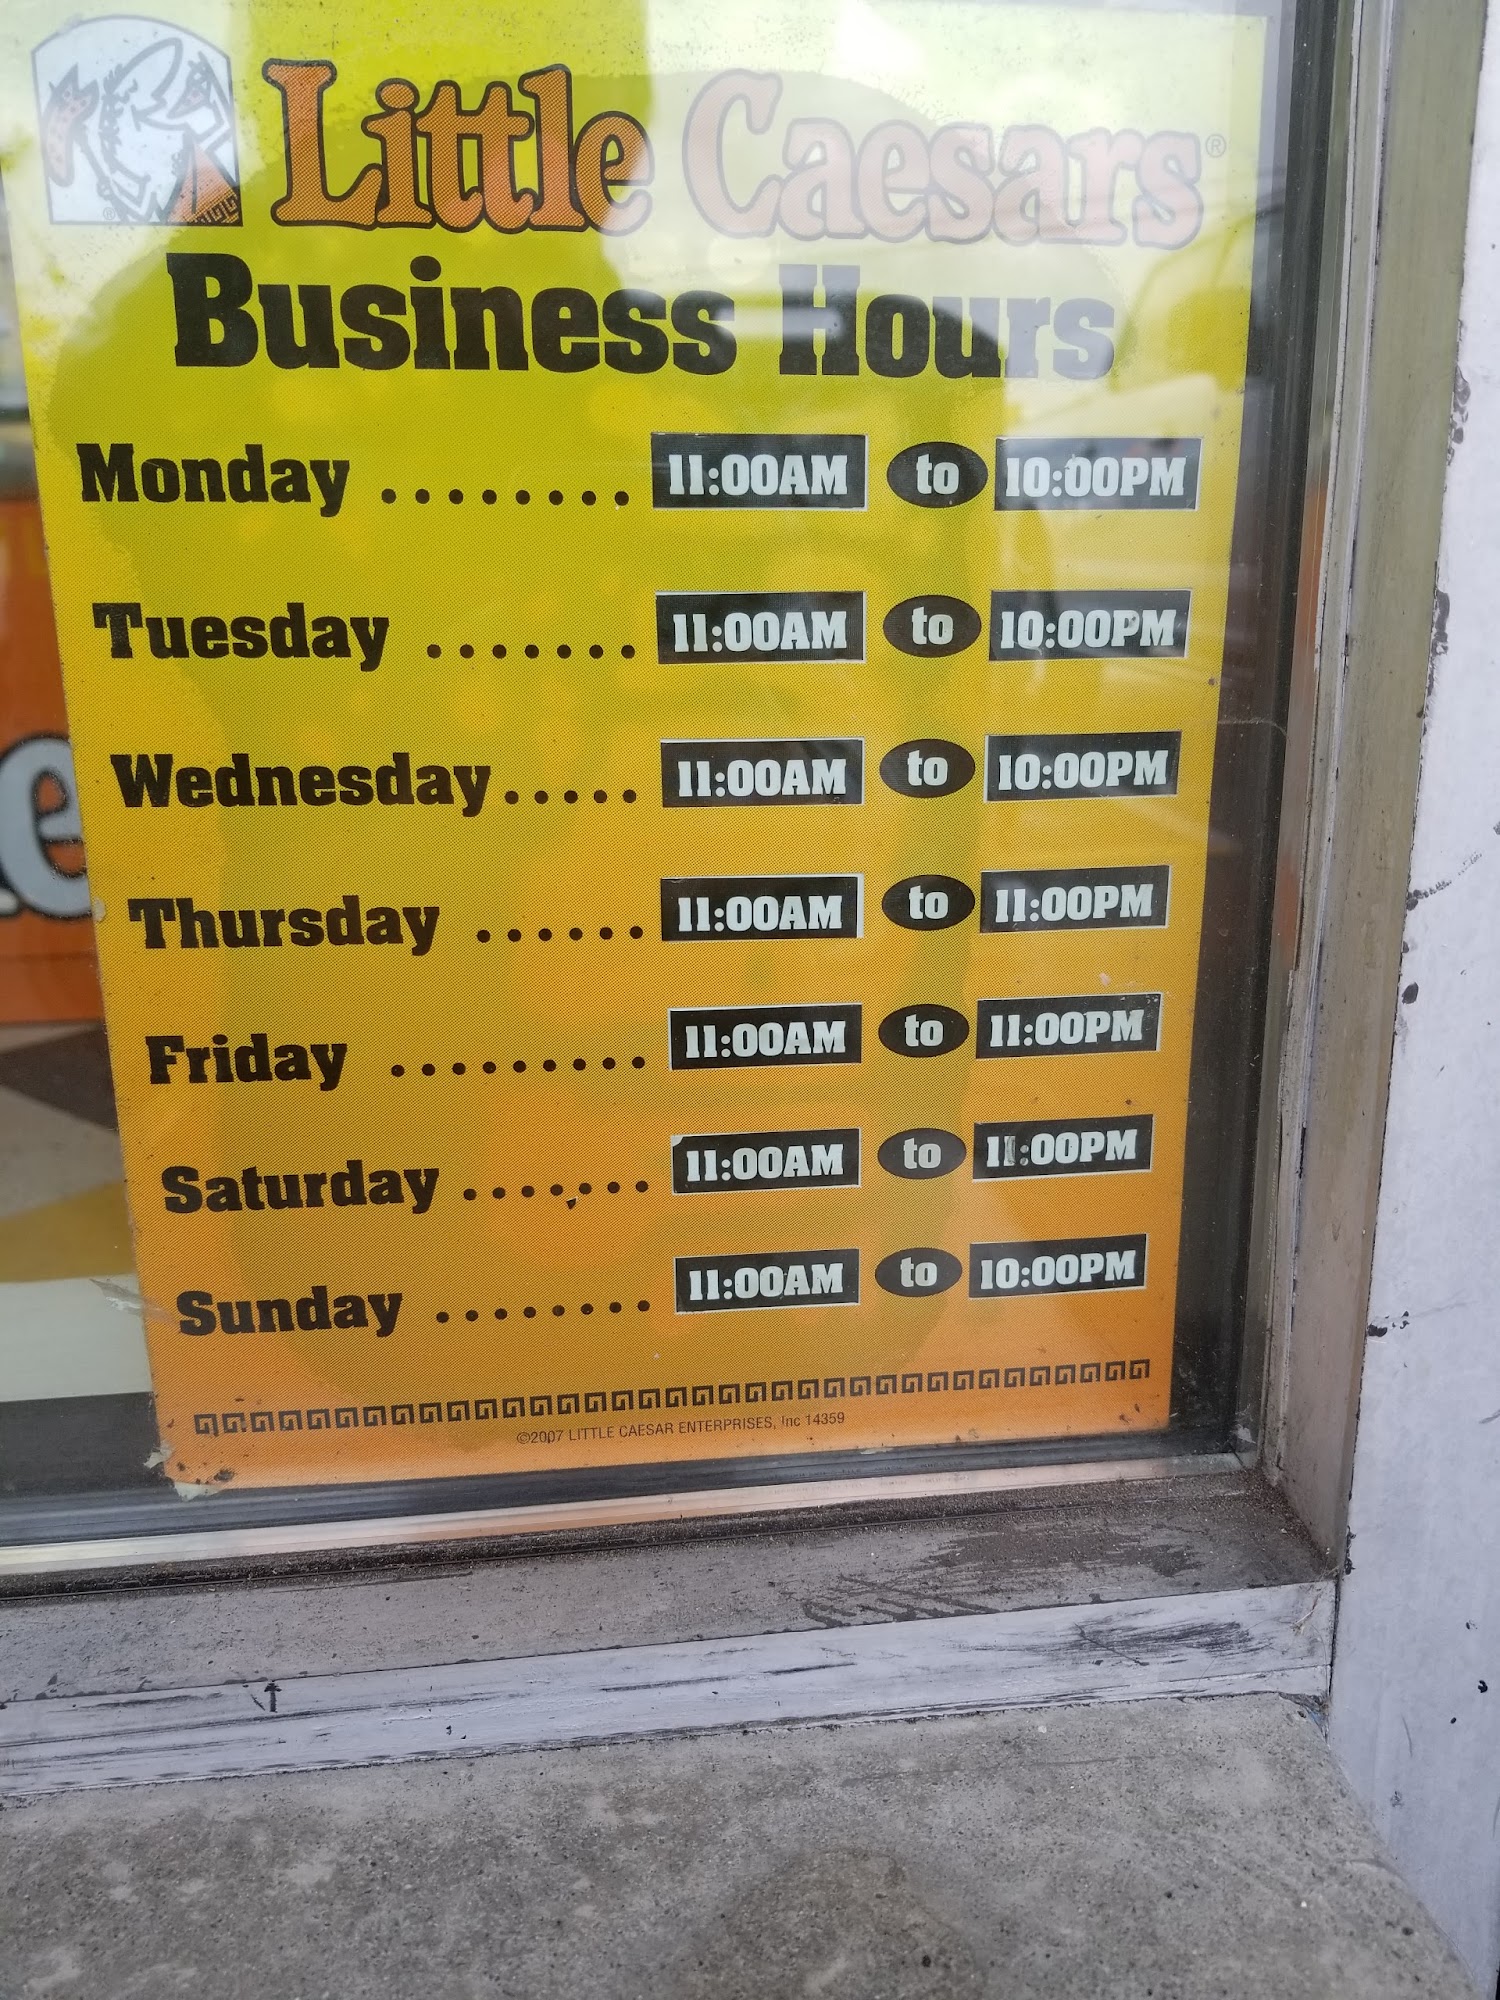 Little Caesars®
Business Hours
Monday ........ 11:00AM to 10:00PM
Tuesday ....... 11:00AM to 10:00PM
Wednesday..... 11:00AM to 10:00PM
Thursday ...... 11:00AM to 11:00PM
Friday ......... 11:00AM to 11:00PM
Saturday ....... 11:00AM to 11:00PM
Sunday ........ 11:00AM to 10:00PM
©2007 LITTLE CAESAR ENTERPRISES, Inc 14359